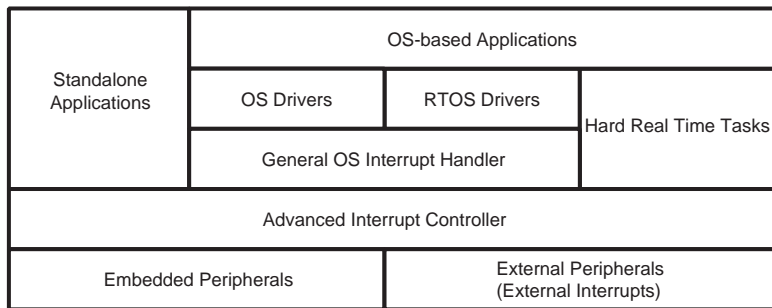 OS-based Applications
Standalone
Applications
OS Drivers
RTOS Drivers
Hard Real Time Tasks
General OS Interrupt Handler
Advanced Interrupt Controller
Embedded Peripherals
External Peripherals
(External Interrupts)